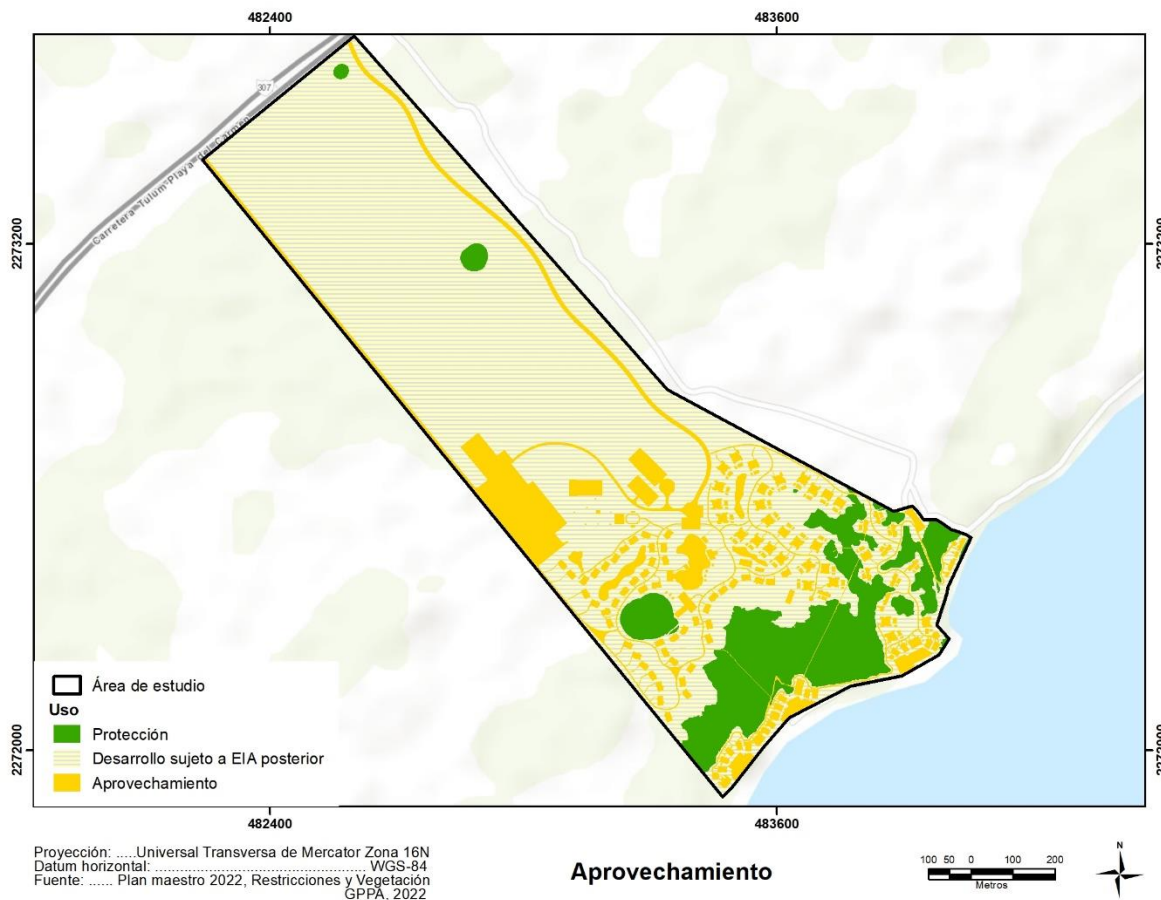 482400
483600
307
Carretera Tulum Playa del Carmen
2273200
2273200
Área de estudio
Uso
Protección
Desarrollo sujeto a EIA posterior
Aprovechamiento
2272000
2272000
482400
483600
Proyección: .....Universal Transversa de Mercator Zona 16N
Datum horizontal: ................................................ WGS-84
Fuente: ...... Plan maestro 2022, Restricciones y Vegetación
GPPA, 2022
Aprovechamiento
100 50 0 100 200
Metros
N